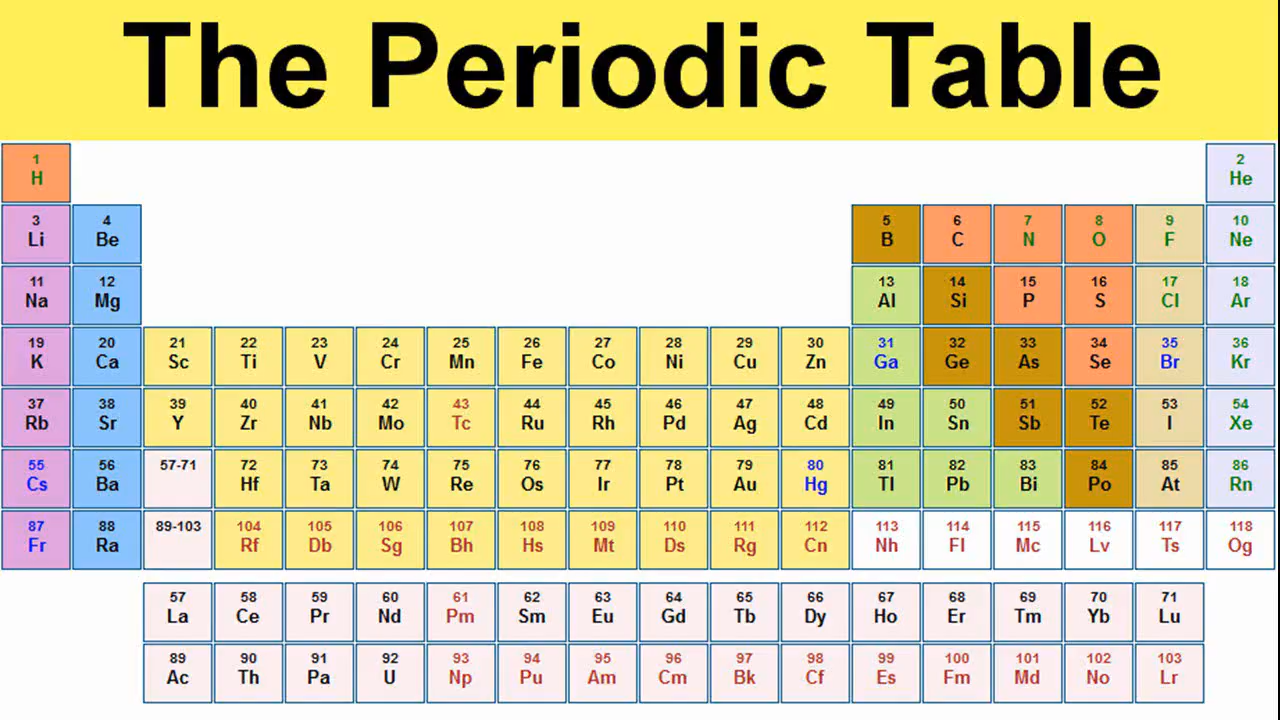 The Periodic Table
1 2
H He
3 4 5 6 7 8 9 10
Li Be B C N O F Ne
11 12 13 14 15 16 17 18
Na Mg Al Si P S Cl Ar
19 20 21 22 23 24 25 26 27 28 29 30 31 32 33 34 35 36
K Ca Sc Ti V Cr Mn Fe Co Ni Cu Zn Ga Ge As Se Br Kr
37 38 39 40 41 42 43 44 45 46 47 48 49 50 51 52 53 54
Rb Sr Y Zr Nb Mo Tc Ru Rh Pd Ag Cd In Sn Sb Te I Xe
55 56 57-71 72 73 74 75 76 77 78 79 80 81 82 83 84 85 86
Cs Ba Hf Ta W Re Os Ir Pt Au Hg Tl Pb Bi Po At Rn
87 88 89-103 104 105 106 107 108 109 110 111 112 113 114 115 116 117 118
Fr Ra Rf Db Sg Bh Hs Mt Ds Rg Cn Nh Fl Mc Lv Ts Og
57 58 59 60 61 62 63 64 65 66 67 68 69 70 71
La Ce Pr Nd Pm Sm Eu Gd Tb Dy Ho Er Tm Yb Lu
89 90 91 92 93 94 95 96 97 98 99 100 101 102 103
Ac Th Pa U Np Pu Am Cm Bk Cf Es Fm Md No Lr